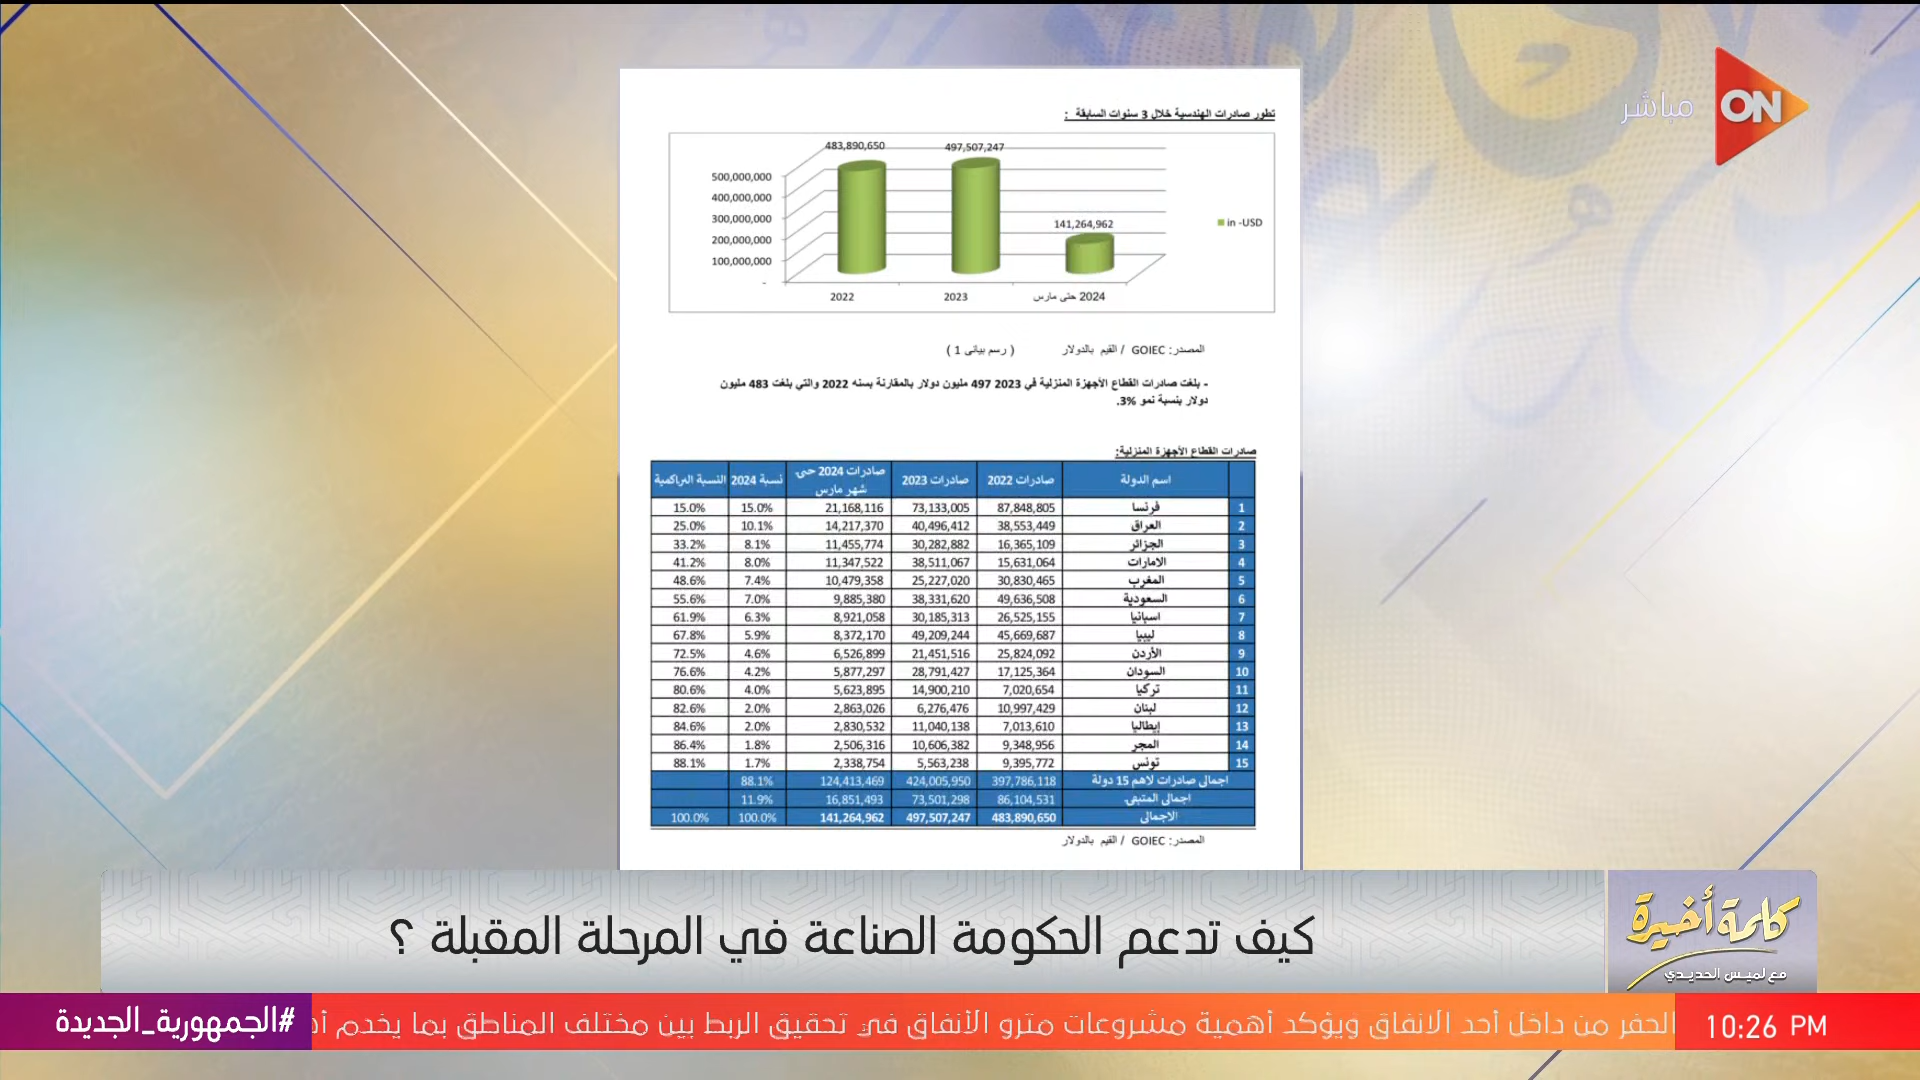 مباشر ON
تطور صادرات الهندسية خلال 3 سنوات السابقة :
483,890,650
497,507,247
141,264,962
500,000,000
400,000,000
300,000,000
200,000,000
100,000,000
-
2022
2023
2024 حتى مارس
in -USD
المصدر: GOIEC / القيم بالدولار ( رسم بيانى 1 )
- بلغت صادرات القطاع الأجهزة المنزلية في 2023 497 مليون دولار بالمقارنة بسنه 2022 والتي بلغت 483 مليون
دولار بنسبة نمو 3%.
صادرات القطاع الأجهزة المنزلية:
اسم الدولة صادرات 2022 صادرات 2023 صادرات 2024 حتى شهر مارس نسبة 2024 النسبة التراكمية
1 فرنسا 87,848,805 73,133,005 21,168,116 15.0% 15.0%
2 العراق 38,553,449 40,496,412 14,217,370 10.1% 25.0%
3 الجزائر 16,365,109 30,282,882 11,455,774 8.1% 33.2%
4 الامارات 15,631,064 38,511,067 11,347,522 8.0% 41.2%
5 المغرب 30,830,465 25,227,020 10,479,358 7.4% 48.6%
6 السعودية 49,636,508 38,331,620 9,885,380 7.0% 55.6%
7 اسبانيا 26,525,155 30,185,313 8,921,058 6.3% 61.9%
8 ليبيا 45,669,687 49,209,244 8,372,170 5.9% 67.8%
9 الأردن 25,824,092 21,451,516 6,526,899 4.6% 72.5%
10 السودان 17,125,364 28,791,427 5,877,297 4.2% 76.6%
11 تركيا 7,020,654 14,900,210 5,623,895 4.0% 80.6%
12 لبنان 10,997,429 6,276,476 2,863,026 2.0% 82.6%
13 إيطاليا 7,013,610 11,040,138 2,830,532 2.0% 84.6%
14 المجر 9,348,956 10,606,382 2,506,316 1.8% 86.4%
15 تونس 9,395,772 5,563,238 2,338,754 1.7% 88.1%
اجمالى صادرات لاهم 15 دولة 397,786,118 424,005,950 124,413,469 88.1%
اجمالى المتبقى 86,104,531 73,501,298 16,851,493 11.9%
الاجمالى 483,890,650 497,507,247 141,264,962 100.0% 100.0%
المصدر: GOIEC / القيم بالدولار
كيف تدعم الحكومة الصناعة في المرحلة المقبلة ؟
كلمة أخيرة
مع لميس الحديدي
10:26 PM
الحفر من داخل أحد الأنفاق ويؤكد أهمية مشروعات مترو الأنفاق في تحقيق الربط بين مختلف المناطق بما يخدم
#الجمهورية_الجديدة